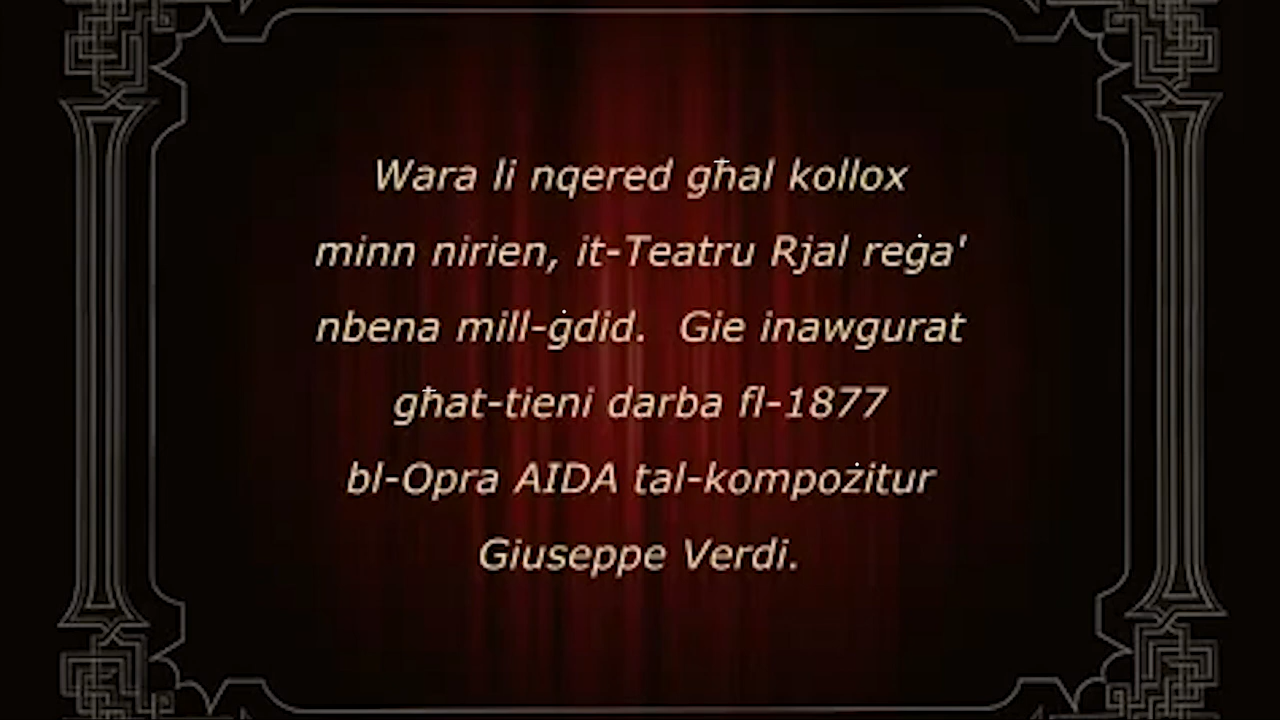 Wara li nqered għal kollox
minn nirien, it-Teatru Rjal reġa'
nbena mill-ġdid.  Gie inawgurat
għat-tieni darba fl-1877
bl-Opra AIDA tal-kompożitur
Giuseppe Verdi.